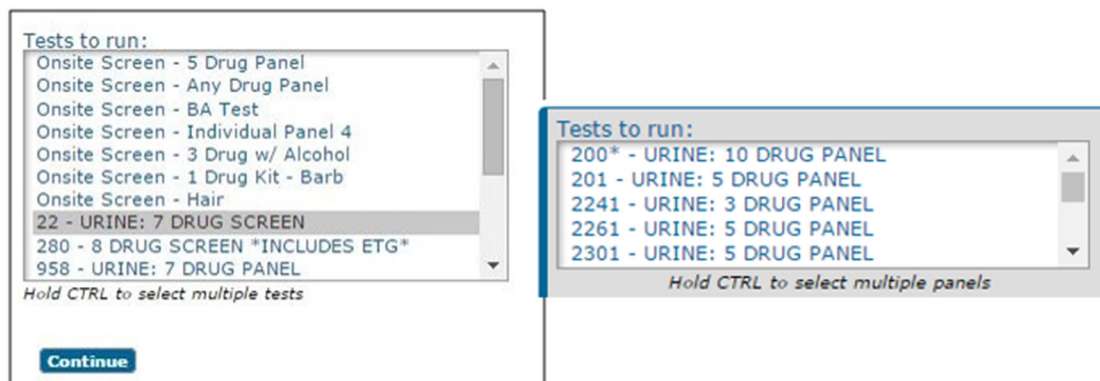 Tests to run:
Onsite Screen - 5 Drug Panel
Onsite Screen - Any Drug Panel
Onsite Screen - BA Test
Onsite Screen - Individual Panel 4
Onsite Screen - 3 Drug w/ Alcohol
Onsite Screen - 1 Drug Kit - Barb
Onsite Screen - Hair
22 - URINE: 7 DRUG SCREEN
280 - 8 DRUG SCREEN *INCLUDES ETG*
958 - URINE: 7 DRUG PANEL
Hold CTRL to select multiple tests
Continue
Tests to run:
200* - URINE: 10 DRUG PANEL
201 - URINE: 5 DRUG PANEL
2241 - URINE: 3 DRUG PANEL
2261 - URINE: 5 DRUG PANEL
2301 - URINE: 5 DRUG PANEL
Hold CTRL to select multiple panels